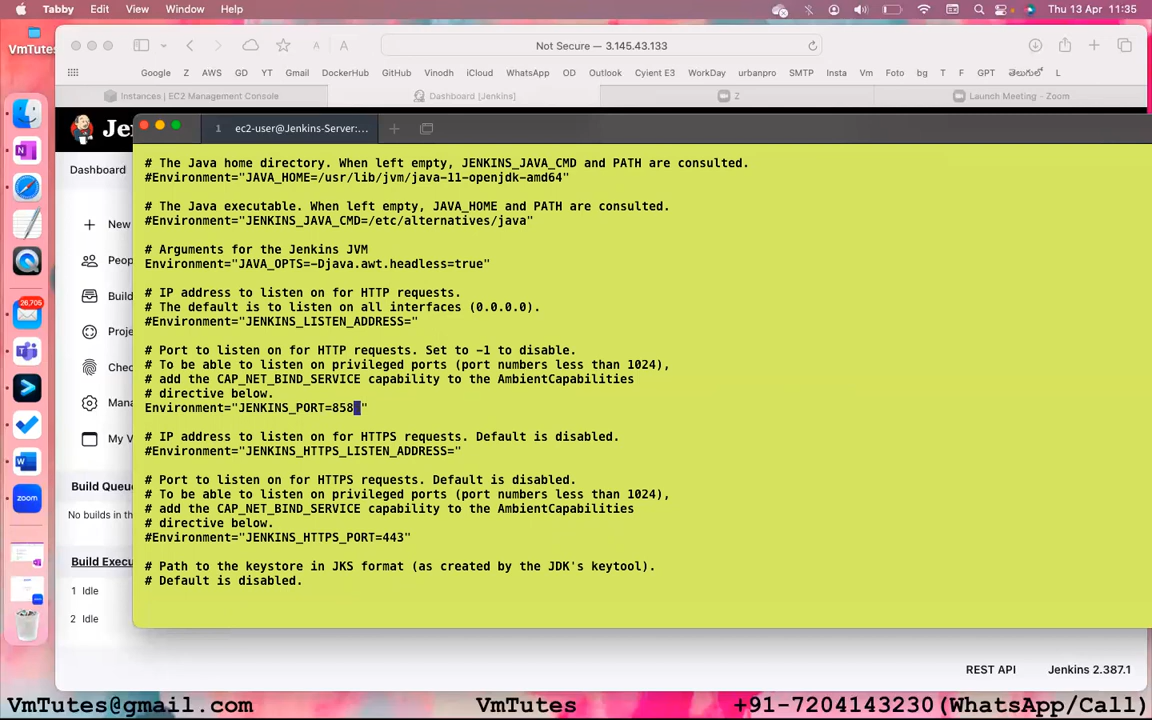 Tabby Edit View Window Help Thu 13 Apr 11:35
VmTutes
Not Secure — 3.145.43.133
Google Z AWS GD YT Gmail DockerHub GitHub Vinodh iCloud WhatsApp OD Outlook Cyient E3 WorkDay urbanpro SMTP Insta Vm Foto bg T F GPT తెలుగులో L
Instances | EC2 Management Console Dashboard [Jenkins] Z Launch Meeting - Zoom
Je
1 ec2-user@Jenkins-Server:...
Dashboard
New
Peop
Build
Proje
Chec
Mana
My V
Build Queu
No builds in th
Build Execu
1 Idle
2 Idle
# The Java home directory. When left empty, JENKINS_JAVA_CMD and PATH are consulted.
#Environment="JAVA_HOME=/usr/lib/jvm/java-11-openjdk-amd64"
# The Java executable. When left empty, JAVA_HOME and PATH are consulted.
#Environment="JENKINS_JAVA_CMD=/etc/alternatives/java"
# Arguments for the Jenkins JVM
Environment="JAVA_OPTS=-Djava.awt.headless=true"
# IP address to listen on for HTTP requests.
# The default is to listen on all interfaces (0.0.0.0).
#Environment="JENKINS_LISTEN_ADDRESS="
# Port to listen on for HTTP requests. Set to -1 to disable.
# To be able to listen on privileged ports (port numbers less than 1024),
# add the CAP_NET_BIND_SERVICE capability to the AmbientCapabilities
# directive below.
Environment="JENKINS_PORT=858 "
# IP address to listen on for HTTPS requests. Default is disabled.
#Environment="JENKINS_HTTPS_LISTEN_ADDRESS="
# Port to listen on for HTTPS requests. Default is disabled.
# To be able to listen on privileged ports (port numbers less than 1024),
# add the CAP_NET_BIND_SERVICE capability to the AmbientCapabilities
# directive below.
#Environment="JENKINS_HTTPS_PORT=443"
# Path to the keystore in JKS format (as created by the JDK's keytool).
# Default is disabled.
26,705
zoom
REST API Jenkins 2.387.1
VmTutes@gmail.com VmTutes +91-7204143230(WhatsApp/Call)